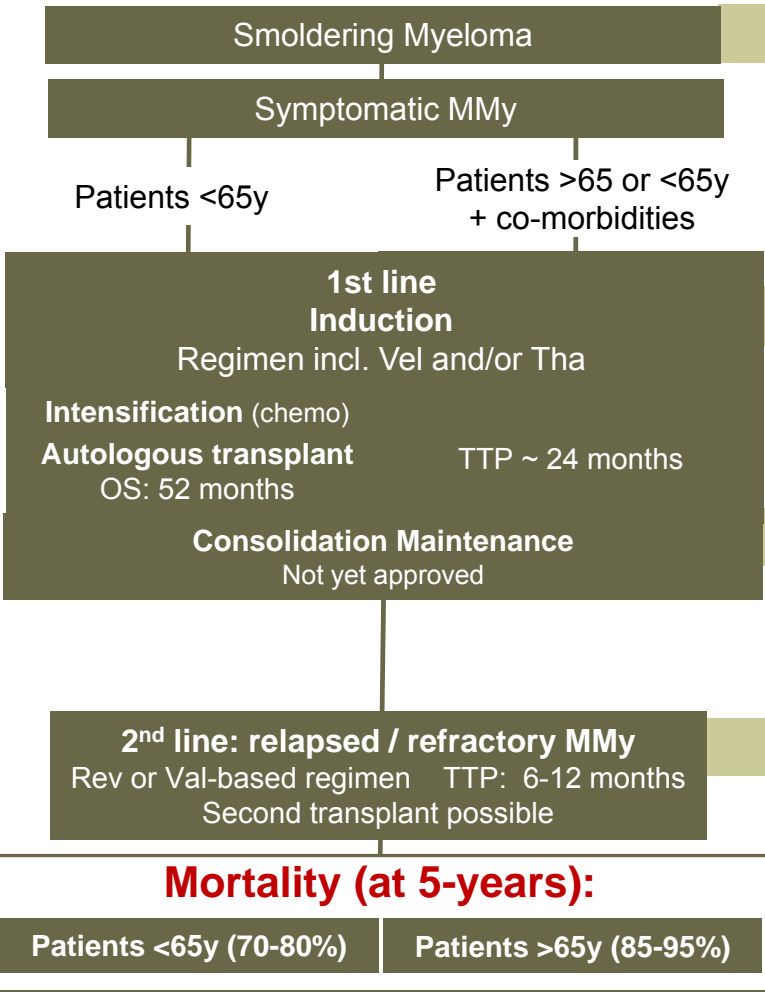 Smoldering Myeloma
Symptomatic MMy
Patients <65y
Patients >65 or <65y
+ co-morbidities
1st line
Induction
Regimen incl. Vel and/or Tha
Intensification (chemo)
Autologous transplant
OS: 52 months
TTP ~ 24 months
Consolidation Maintenance
Not yet approved
2nd line: relapsed / refractory MMy
Rev or Val-based regimen TTP: 6-12 months
Second transplant possible
Mortality (at 5-years):
Patients <65y (70-80%)
Patients >65y (85-95%)